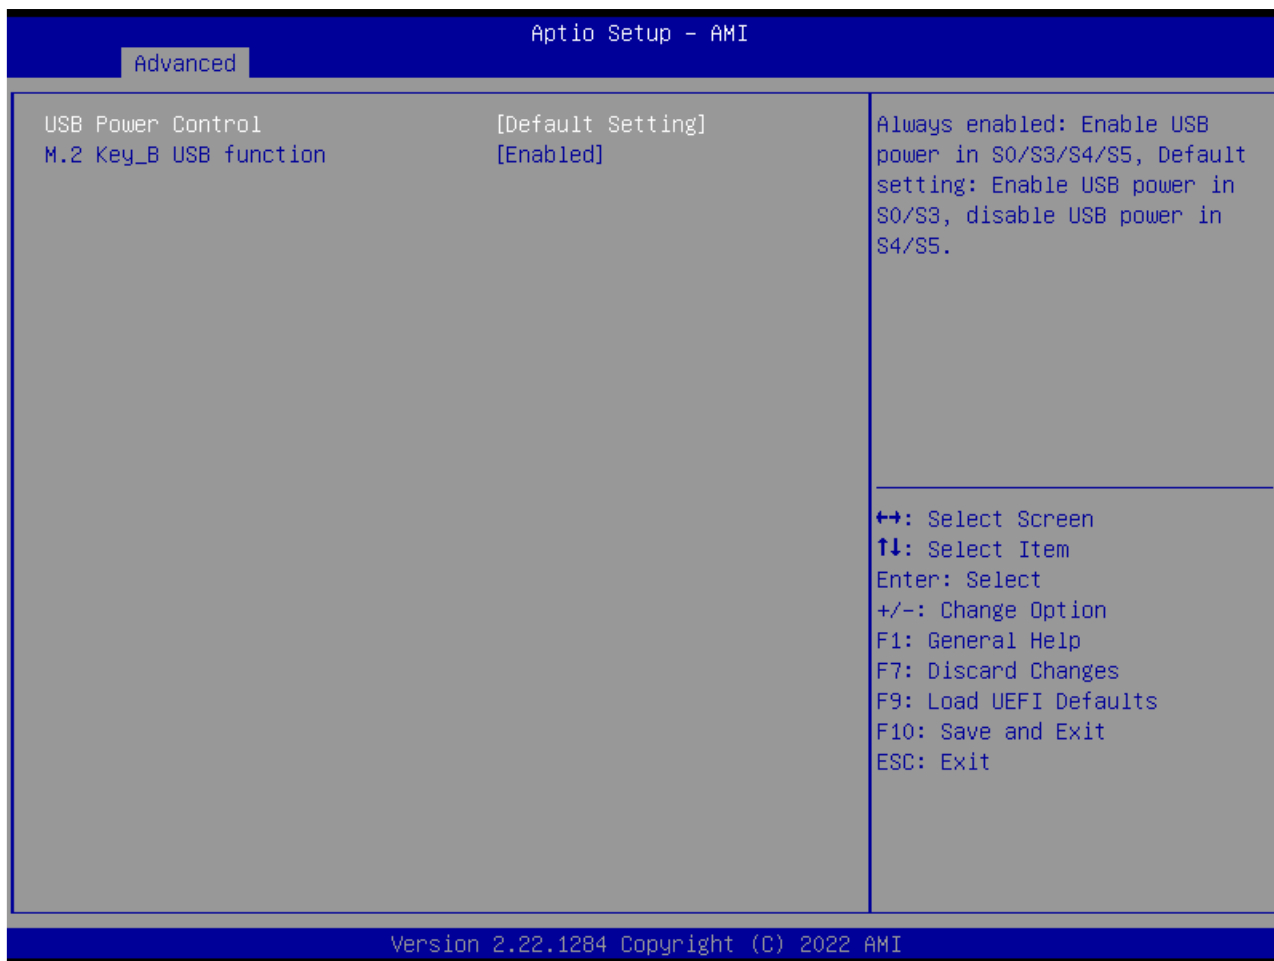 Aptio Setup – AMI
Advanced
USB Power Control [Default Setting]
M.2 Key_B USB function [Enabled]
Always enabled: Enable USB
power in S0/S3/S4/S5, Default
setting: Enable USB power in
S0/S3, disable USB power in
S4/S5.
↔: Select Screen
↑↓: Select Item
Enter: Select
+/-: Change Option
F1: General Help
F7: Discard Changes
F9: Load UEFI Defaults
F10: Save and Exit
ESC: Exit
Version 2.22.1284 Copyright (C) 2022 AMI